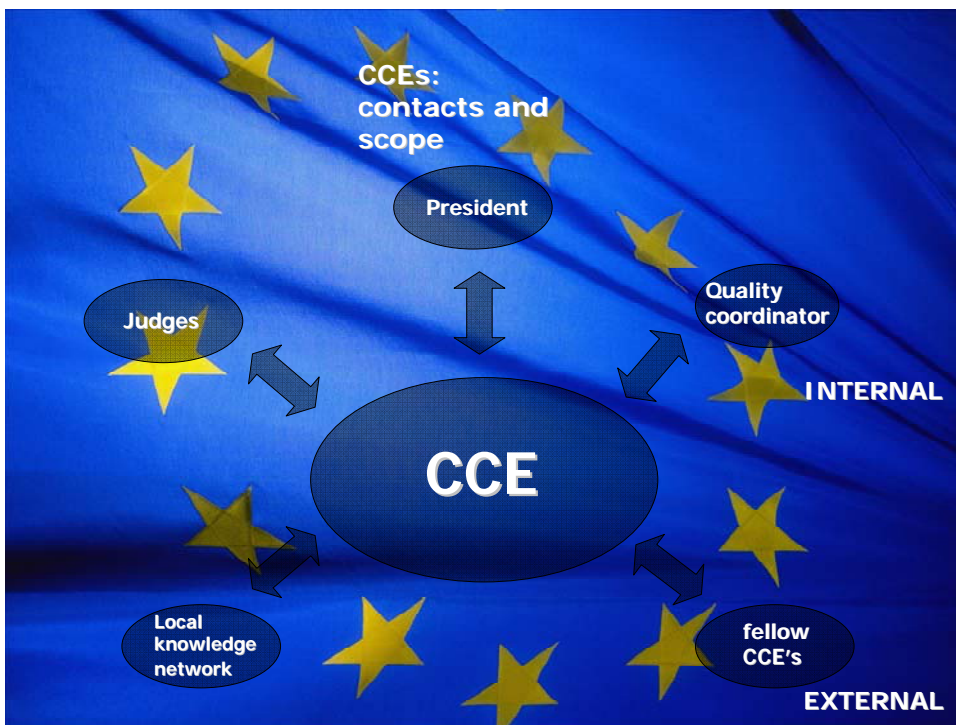 CCEs:
contacts and
scope
President
Judges
Quality
coordinator
INTERNAL
CCE
Local
knowledge
network
fellow
CCE's
EXTERNAL